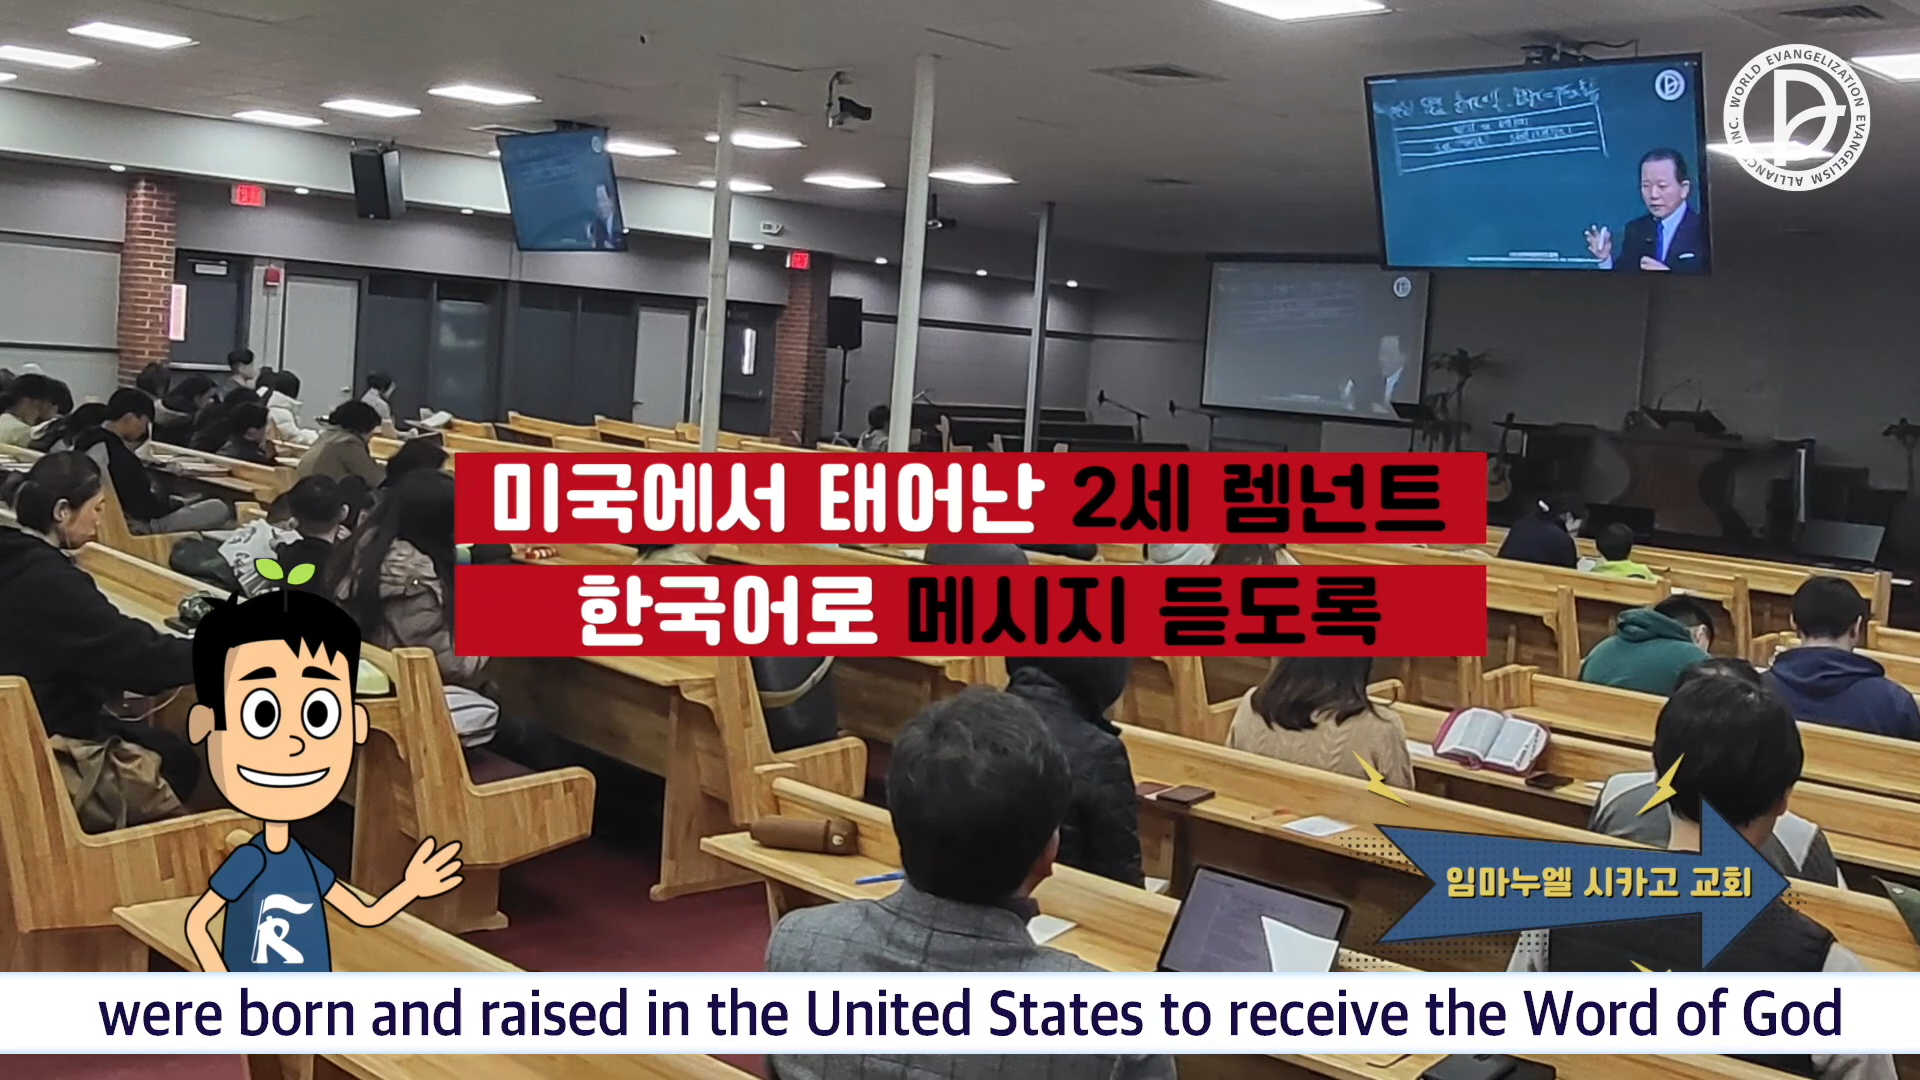 WORLD EVANGELIZATION EVANGELISM ALLIANCE INC.
미국에서 태어난 2세 렘넌트
한국어로 메시지 듣도록
임마누엘 시카고 교회
R
were born and raised in the United States to receive the Word of God